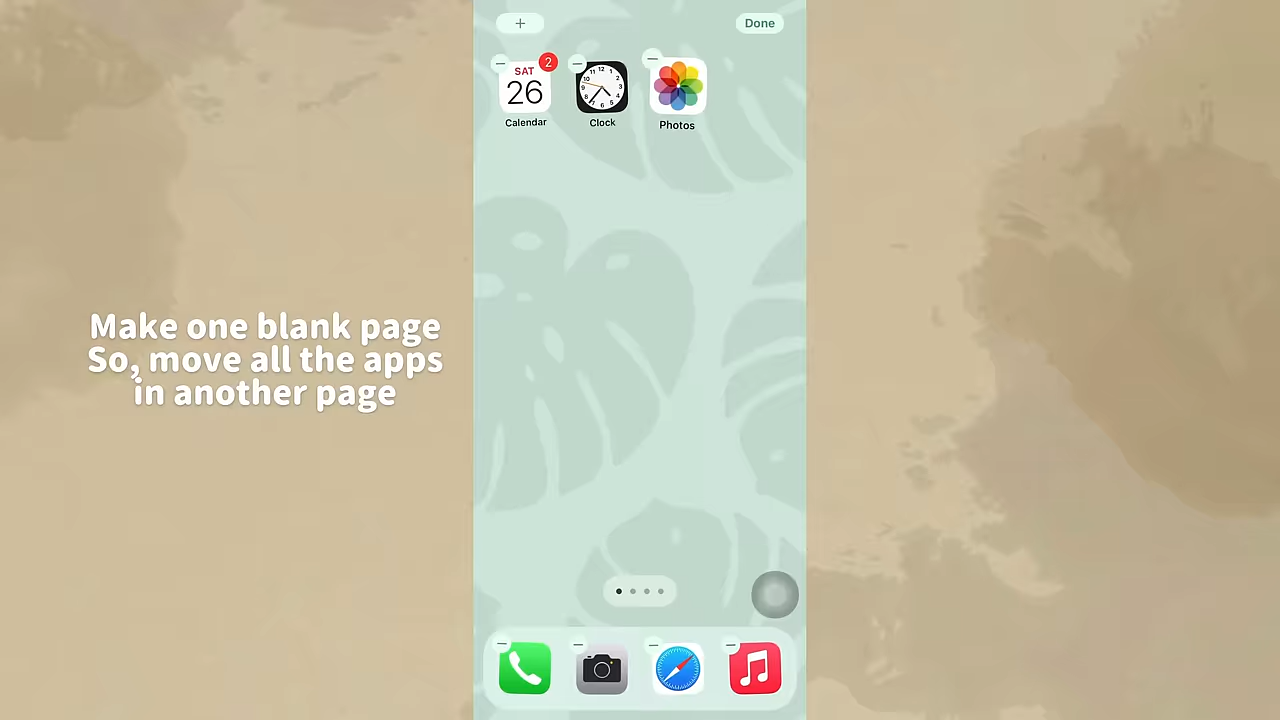 +
Done
SAT
2
26
Calendar
Clock
Photos
Make one blank page
So, move all the apps
in another page